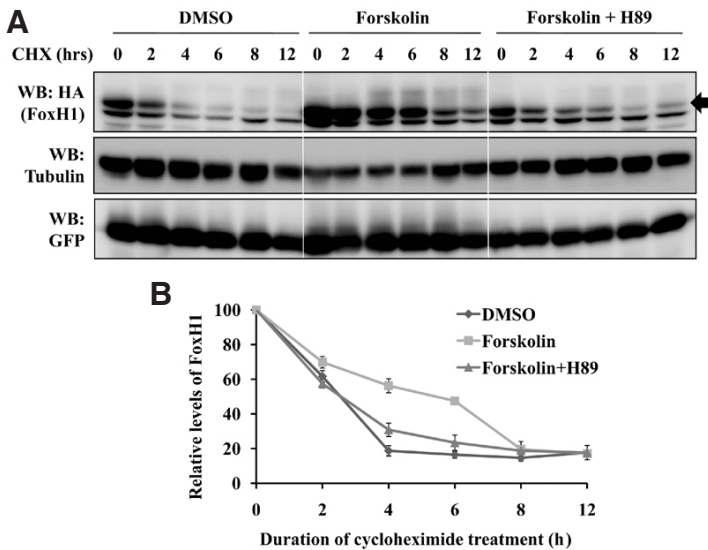 A
DMSO Forskolin Forskolin + H89
CHX (hrs) 0 2 4 6 8 12 0 2 4 6 8 12 0 2 4 6 8 12
WB: HA
(FoxH1)
WB:
Tubulin
WB:
GFP
B
100
80
60
40
20
0
Relative levels of FoxH1
DMSO
Forskolin
Forskolin+H89
0 2 4 6 8 12
Duration of cycloheximide treatment (h)